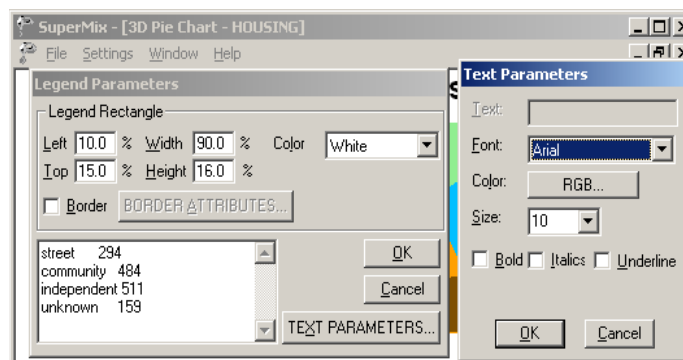 SuperMix - [3D Pie Chart - HOUSING]
File Settings Window Help
Legend Parameters
Legend Rectangle
Left 10.0 % Width 90.0 % Color White
Top 15.0 % Height 16.0 %
Border BORDER ATTRIBUTES...
street 294
community 484
independent 511
unknown 159
OK
Cancel
TEXT PARAMETERS...
Text Parameters
Text:
Font: Arial
Color: RGB...
Size: 10
Bold Italics Underline
OK Cancel